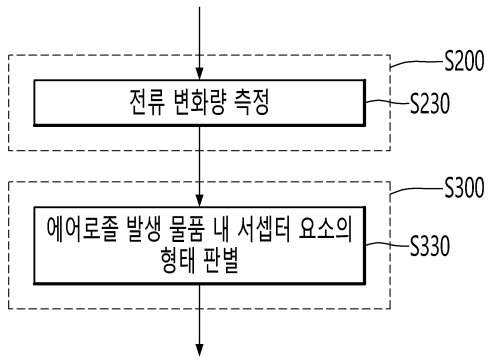 S200
전류 변화량 측정
S230
S300
에어로졸 발생 물품 내 서셉터 요소의
형태 판별
S330